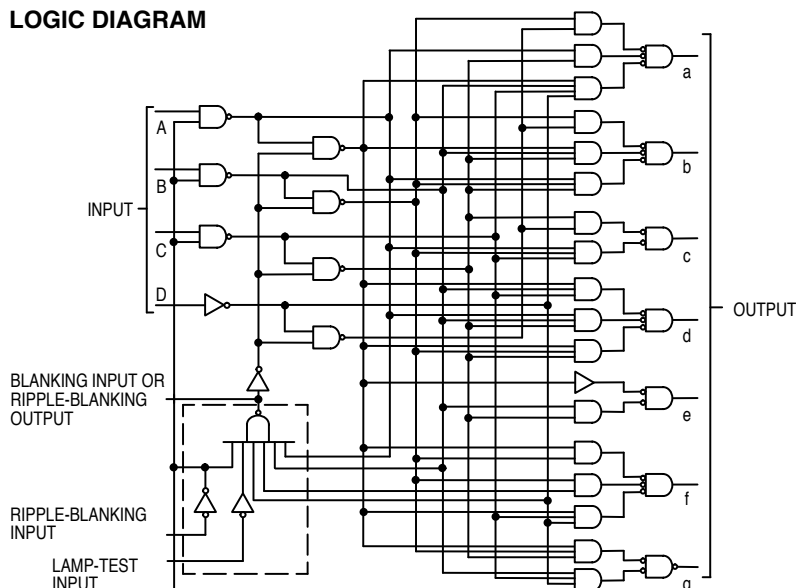 LOGIC DIAGRAM
A
B
INPUT
C
D
BLANKING INPUT OR
RIPPLE-BLANKING
OUTPUT
RIPPLE-BLANKING
INPUT
LAMP-TEST
INPUT
a
b
c
d
e
f
g
OUTPUT